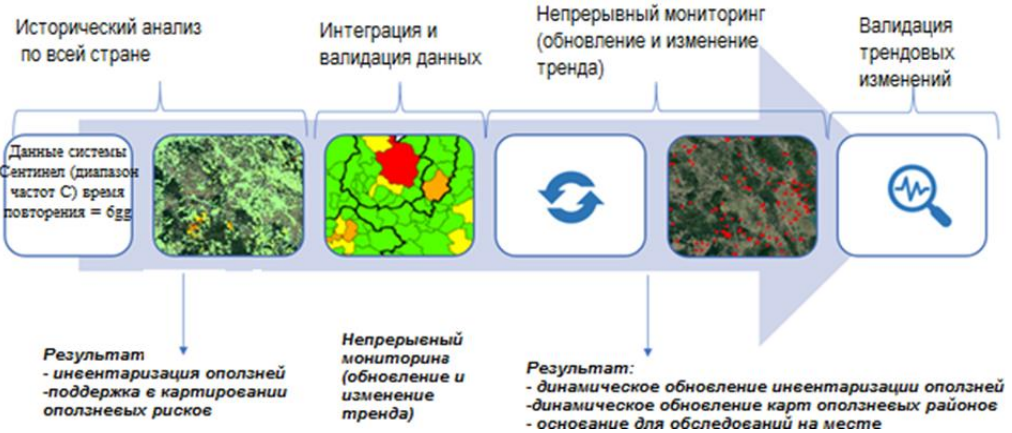 Исторический анализ
по всей стране
Интеграция и
валидация данных
Непрерывный мониторинг
(обновление и изменение
тренда)
Валидация
трендовых
изменений
Данные системы
Сентинел (диапазон
частот С) время
повторения = 6gg
Результат
- инвентаризация оползней
-поддержка в картировании
оползневых рисков
Непрерывный
мониторинг
(обновление и
изменение
тренда)
Результат:
- динамическое обновление инвентаризации оползней
-динамическое обновление карт оползневых районов
- основание для обследований на месте